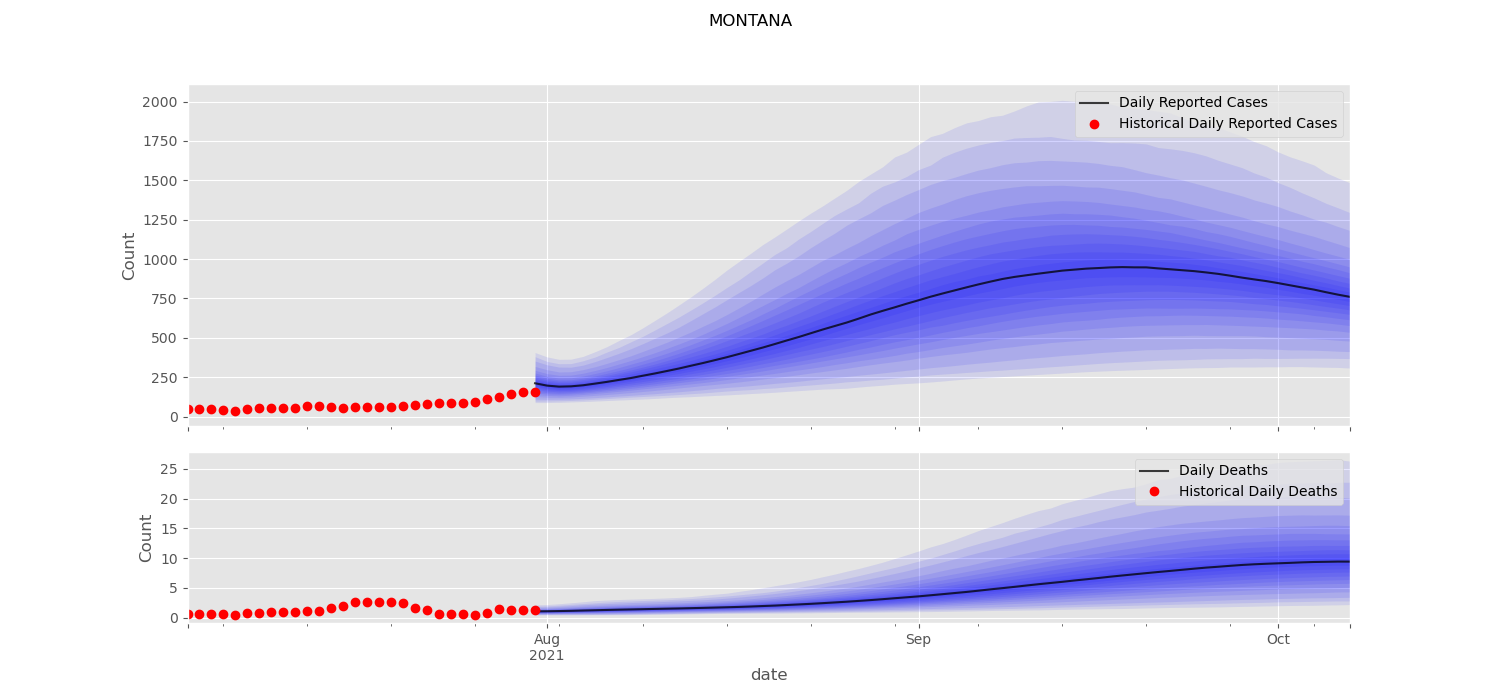 MONTANA
2000
1750
1500
1250
1000
750
500
250
0
Count
Daily Reported Cases
Historical Daily Reported Cases
25
20
15
10
5
0
Count
Daily Deaths
Historical Daily Deaths
Aug
2021
Sep
Oct
date